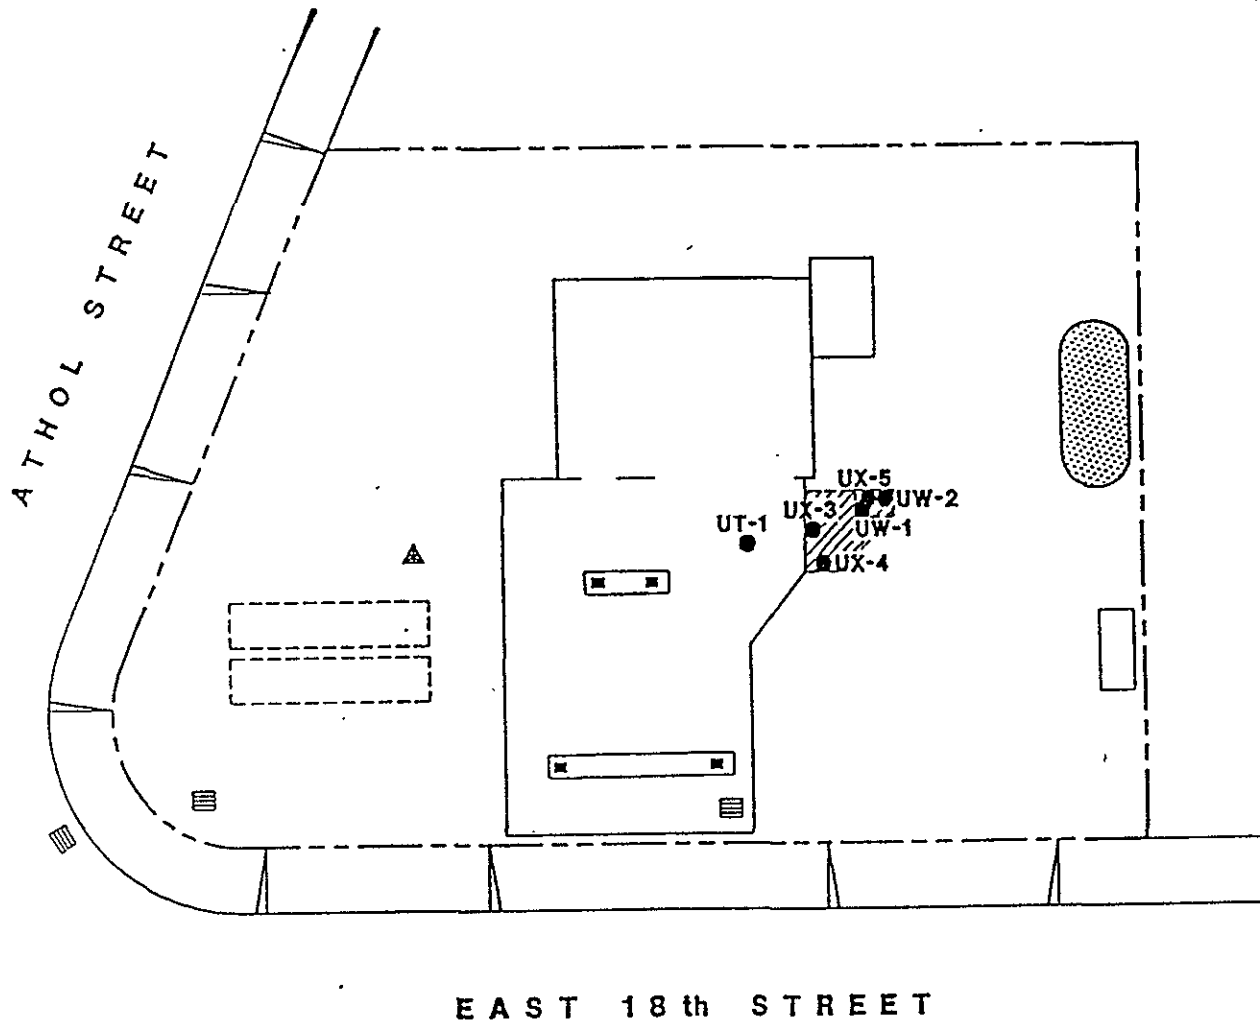 ATHOL STREET
UX-5
UW-2
UX-3
UT-1
UW-1
UX-4
EAST 18th STREET